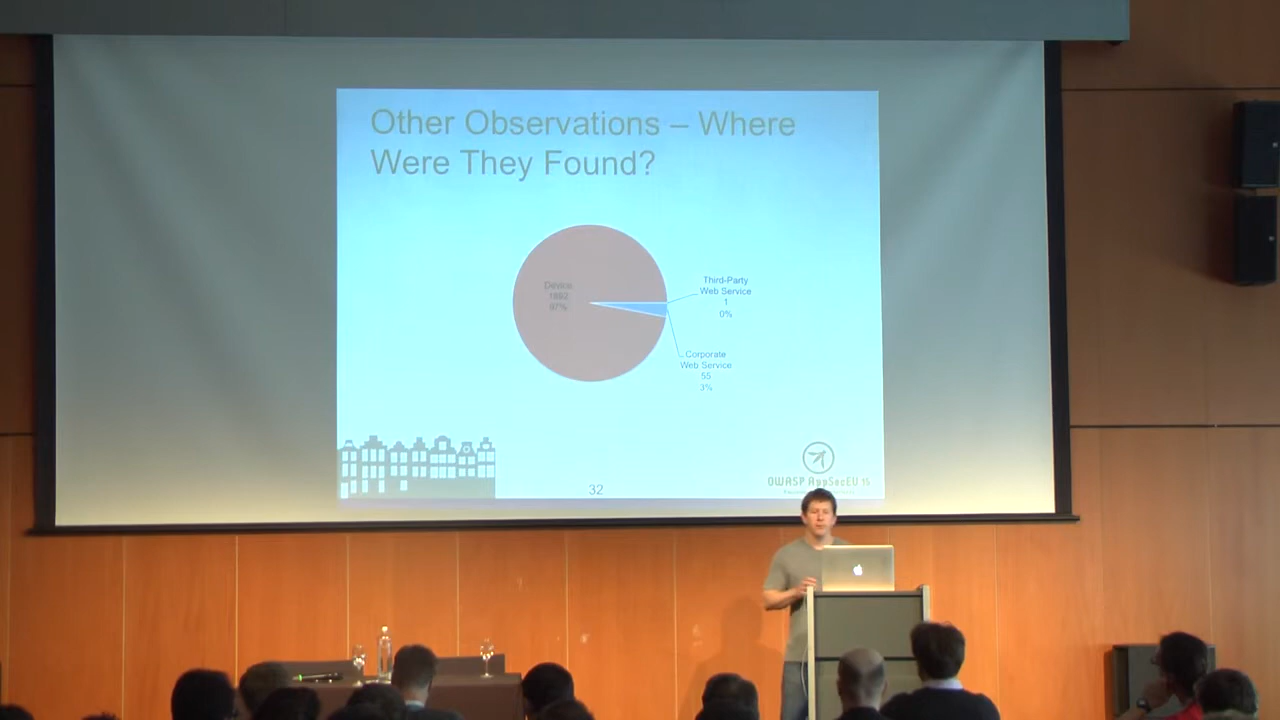 Other Observations – Where
Were They Found?
Device
1892
97%
Third-Party
Web Service
1
0%
Corporate
Web Service
55
3%
32
OWASP AppSecEU 15